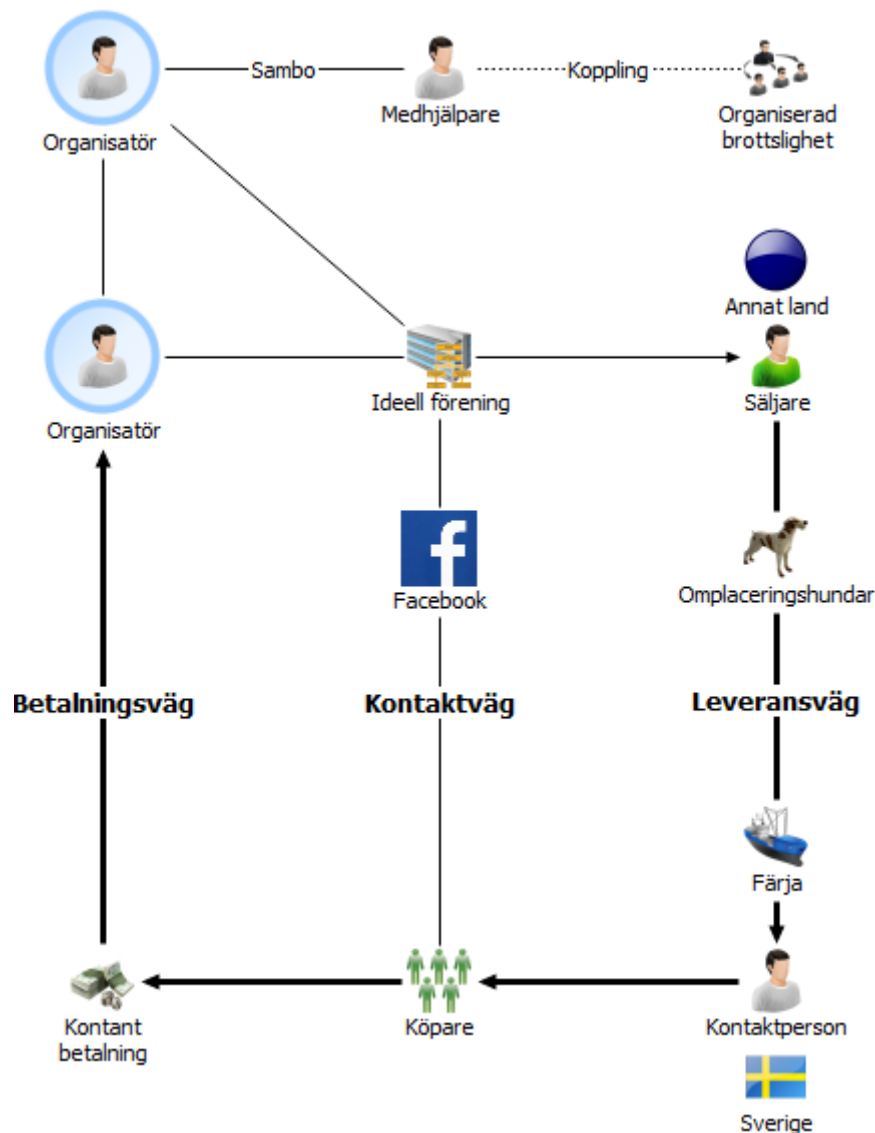 Sambo
Koppling
Organisatör
Medhjälpare
Organiserad
brottslighet
Annat land
Organisatör
Ideell förening
Säljare
f
Facebook
Omplaceringshundar
Betalningsväg
Kontaktväg
Leveransväg
Färja
Kontant
betalning
Köpare
Kontaktperson
Sverige